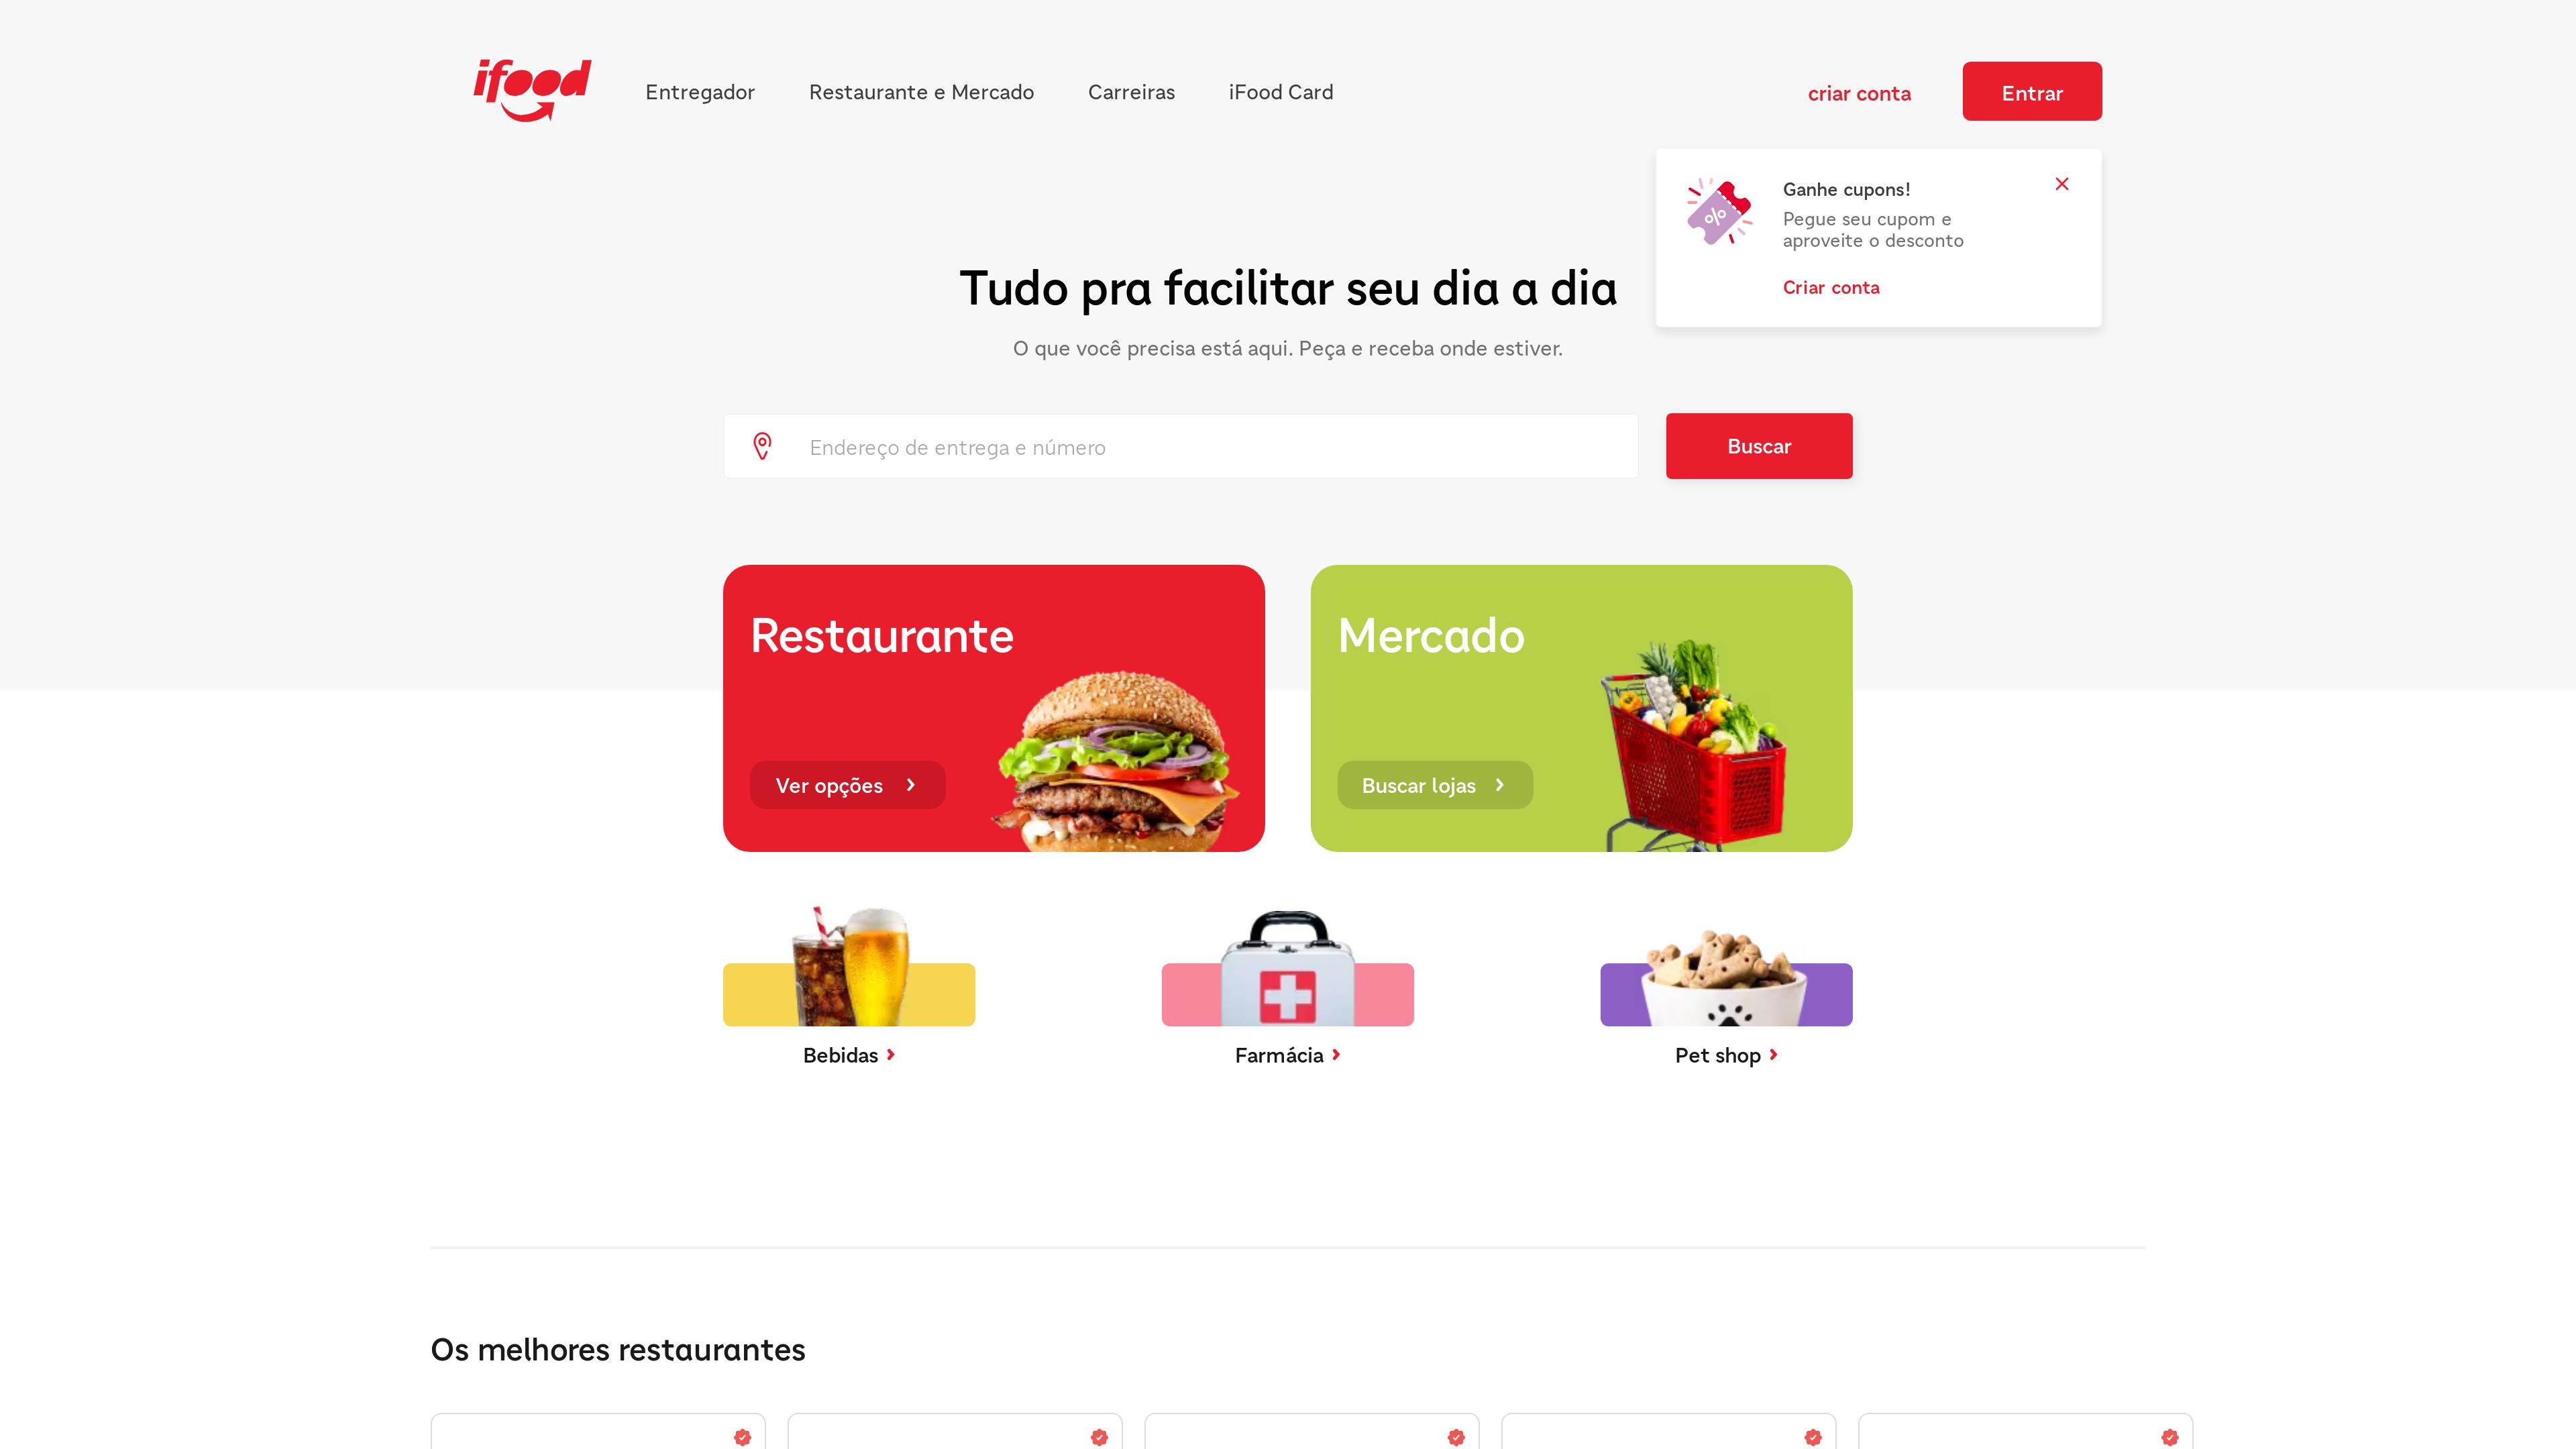 ifood
Entregador
Restaurante e Mercado
Carreiras
iFood Card
criar conta
Entrar
Ganhe cupons!
Pegue seu cupom e
aproveite o desconto
Criar conta
Tudo pra facilitar seu dia a dia
O que você precisa está aqui. Peça e receba onde estiver.
Endereço de entrega e número
Buscar
Restaurante
Ver opções
Mercado
Buscar lojas
Bebidas
Farmácia
Pet shop
Os melhores restaurantes